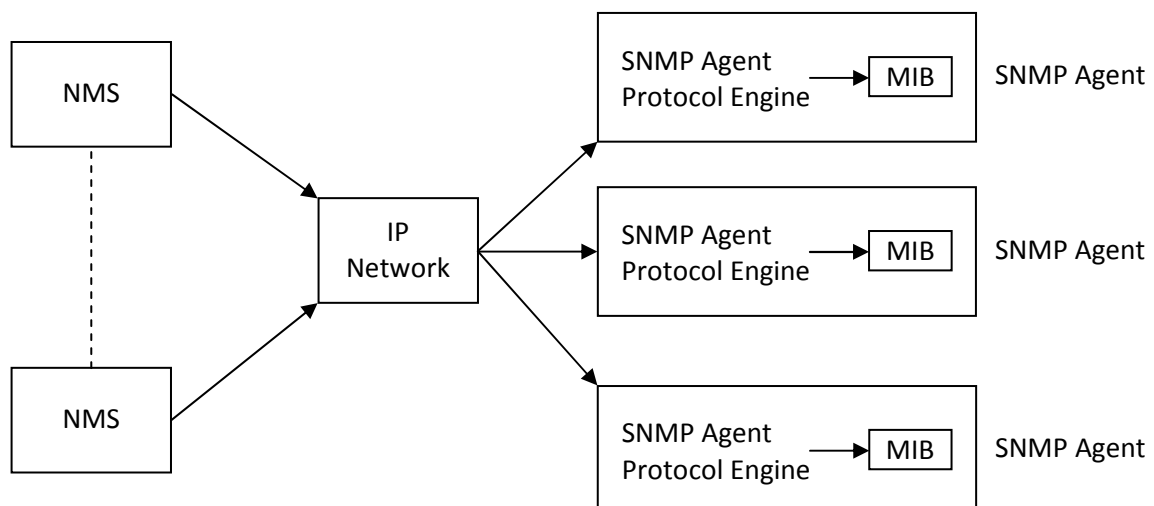 NMS
NMS
IP
Network
SNMP Agent
Protocol Engine
MIB
SNMP Agent
SNMP Agent
Protocol Engine
MIB
SNMP Agent
SNMP Agent
Protocol Engine
MIB
SNMP Agent